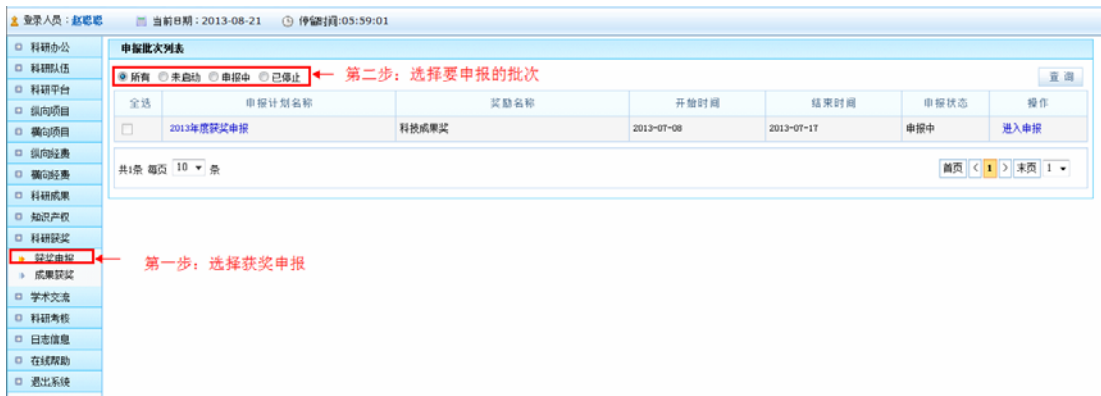 登录人员：赵聪聪 当前日期：2013-08-21 停留时间:05:59:01
科研办公
科研队伍
科研平台
纵向项目
横向项目
纵向经费
横向经费
科研成果
知识产权
科研获奖
获奖申报
成果获奖
学术交流
科研考核
日志信息
在线帮助
退出系统
申报批次列表
所有 未启动 申报中 已停止 第二步：选择要申报的批次 查询
全选 申报计划名称 奖励名称 开始时间 结束时间 申报状态 操作
2013年度获奖申报 科技成果奖 2013-07-08 2013-07-17 申报中 进入申报
共1条 每页 10 条 首页 < 1 > 末页 1
第一步：选择获奖申报